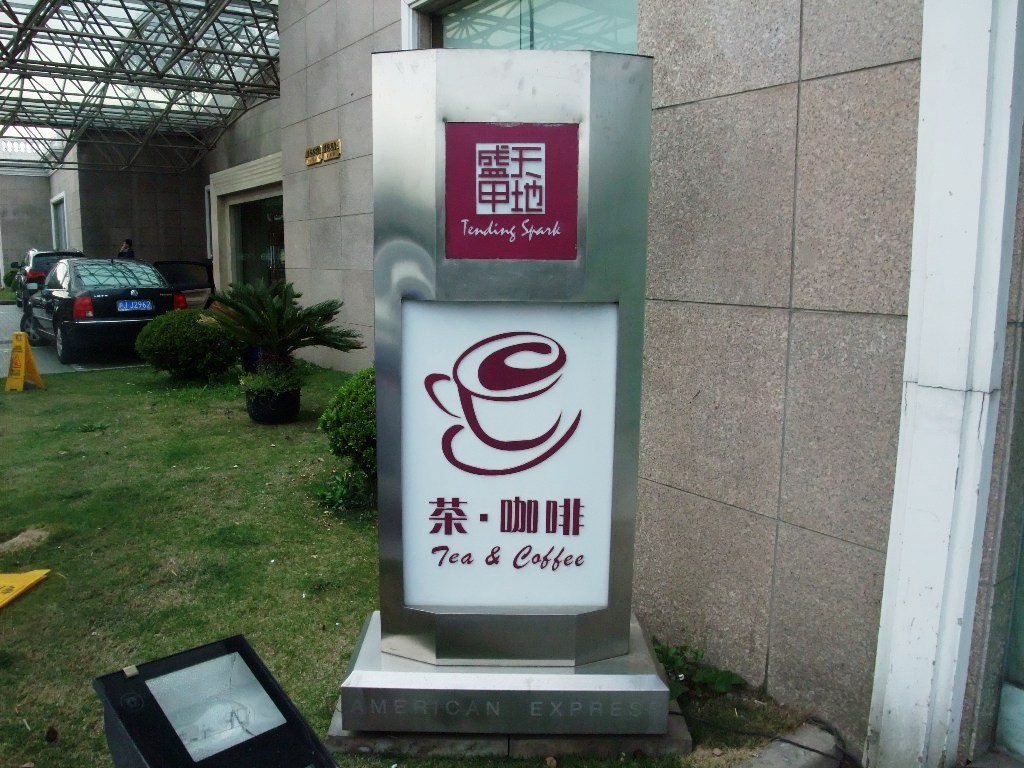 盛天
甲地
Tending Spark
茶·咖啡
Tea & Coffee
AMERICAN EXPRESS